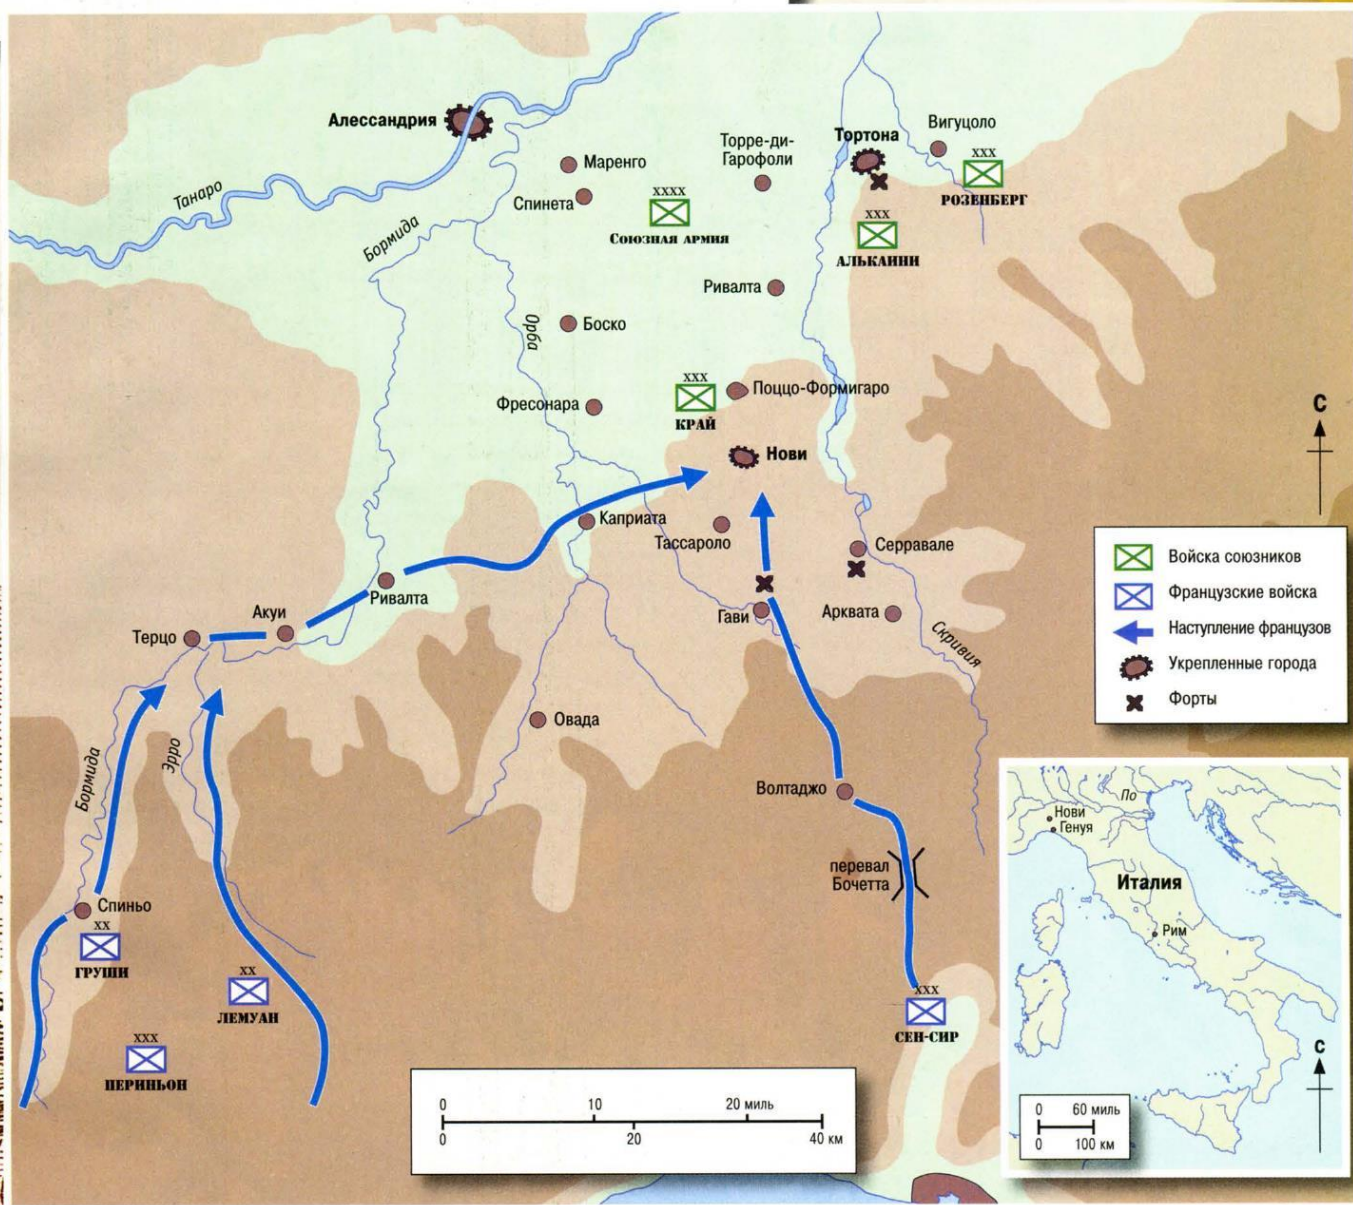 Алессандрия
Танаро
Маренго
Спинета
Бормида
XXXX
СОЮЗНАЯ АРМИЯ
Торре-ди-
Гарофоли
Тортона
Вигуцоло
XXX
РОЗЕНБЕРГ
XXX
АЛЬКАИНИ
Ривалта
Боско
Орба
XXX
КРАЙ
Поццо-Формигаро
Фресонара
Нови
Каприата
Тассароло
Серравале
Ривалта
Акуи
Терцо
Гави
Арквата
Скривия
Овада
Бормида
Эрро
Волтаджо
перевал
Бочетта
Спиньо
XX
ГРУШИ
XX
ЛЕМУАН
XXX
ПЕРИНЬОН
XXX
СЕН-СИР
С
Войска союзников
Французские войска
Наступление французов
Укрепленные города
Форты
0 10 20 миль
0 20 40 км
По
Нови
Генуя
Италия
Рим
С
0 60 миль
0 100 км